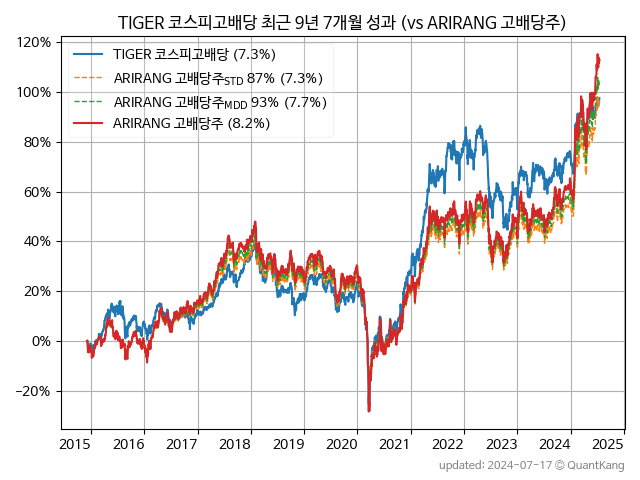 TIGER 코스피고배당 최근 9년 7개월 성과 (vs ARIRANG 고배당주)
120%
100%
80%
60%
40%
20%
0%
−20%
TIGER 코스피고배당 (7.3%)
ARIRANG 고배당주STD 87% (7.3%)
ARIRANG 고배당주MDD 93% (7.7%)
ARIRANG 고배당주 (8.2%)
2015 2016 2017 2018 2019 2020 2021 2022 2023 2024 2025
updated: 2024-07-17 © QuantKang